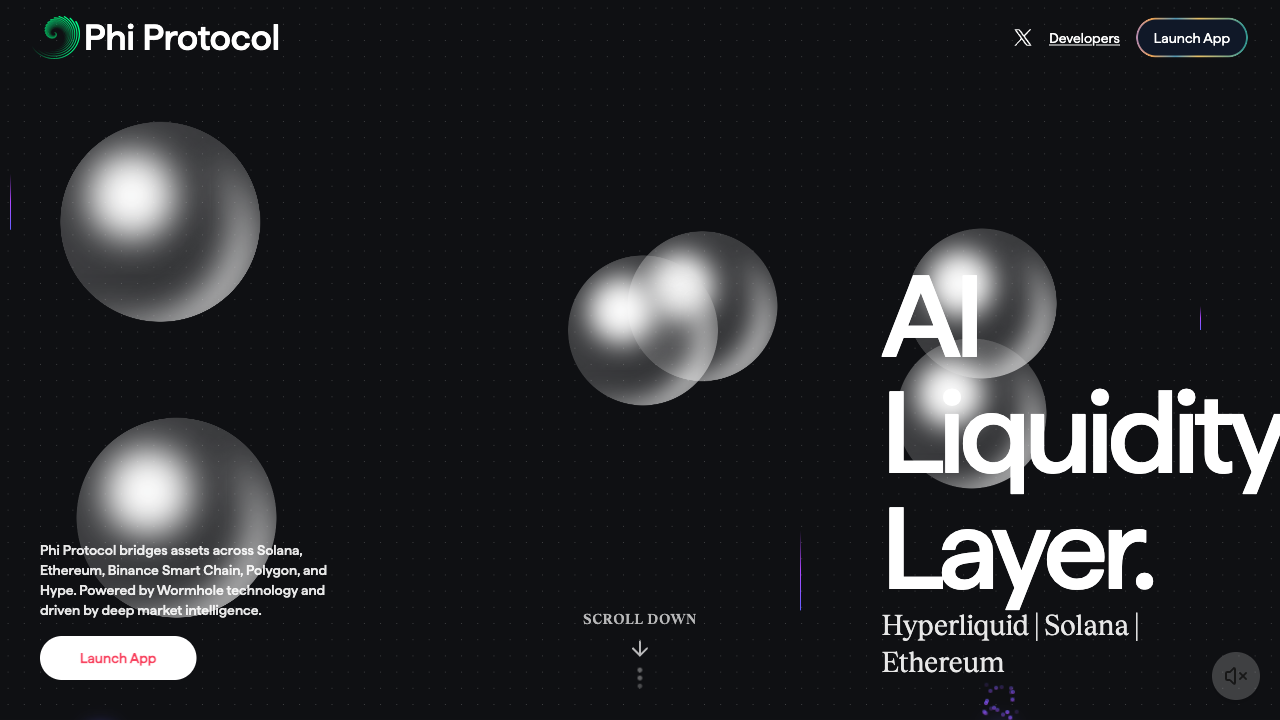 Phi Protocol
Developers
Launch App
AI
Liquidity
Layer.
Hyperliquid | Solana |
Ethereum
Phi Protocol bridges assets across Solana,
Ethereum, Binance Smart Chain, Polygon, and
Hype. Powered by Wormhole technology and
driven by deep market intelligence.
Launch App
SCROLL DOWN